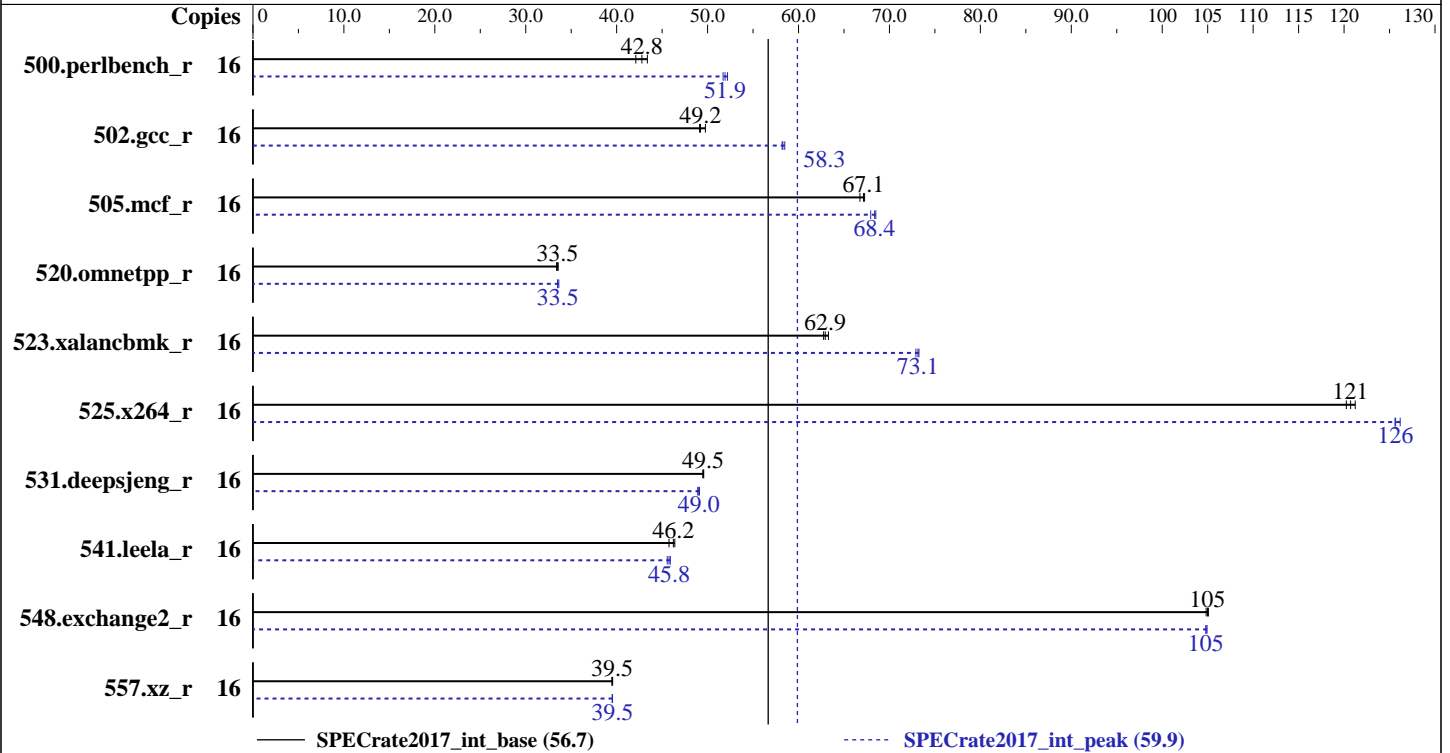 Copies 0 10.0 20.0 30.0 40.0 50.0 60.0 70.0 80.0 90.0 100 105 110 115 120 130
42.8
500.perlbench_r 16
51.9
49.2
502.gcc_r 16
58.3
67.1
505.mcf_r 16
68.4
33.5
520.omnetpp_r 16
33.5
62.9
523.xalancbmk_r 16
73.1
121
525.x264_r 16
126
49.5
531.deepsjeng_r 16
49.0
46.2
541.leela_r 16
45.8
105
548.exchange2_r 16
105
39.5
557.xz_r 16
39.5
SPECrate2017_int_base (56.7) SPECrate2017_int_peak (59.9)